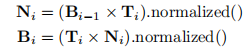 𝐍ᵢ = (𝐁ᵢ₋₁ × 𝐓ᵢ).normalized()
𝐁ᵢ = (𝐓ᵢ × 𝐍ᵢ).normalized()